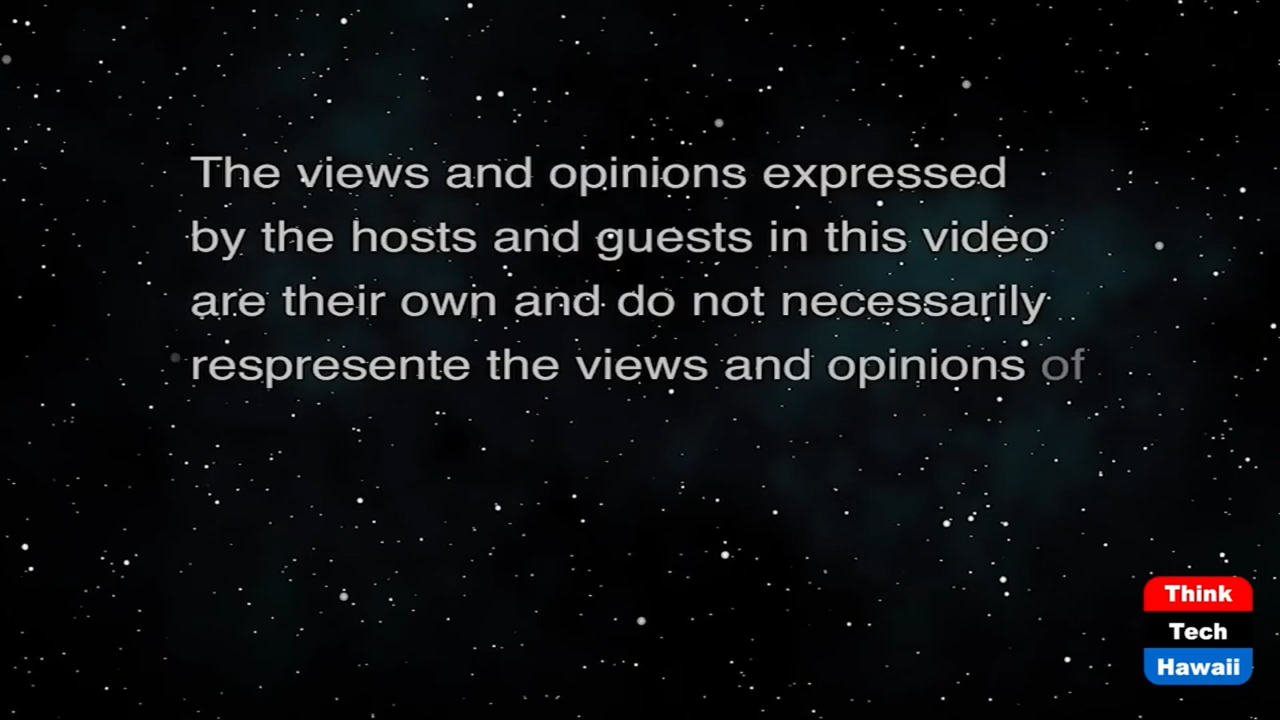 The views and opinions expressed
by the hosts and guests in this video
are their own and do not necessarily
respresente the views and opinions of
Think
Tech
Hawaii